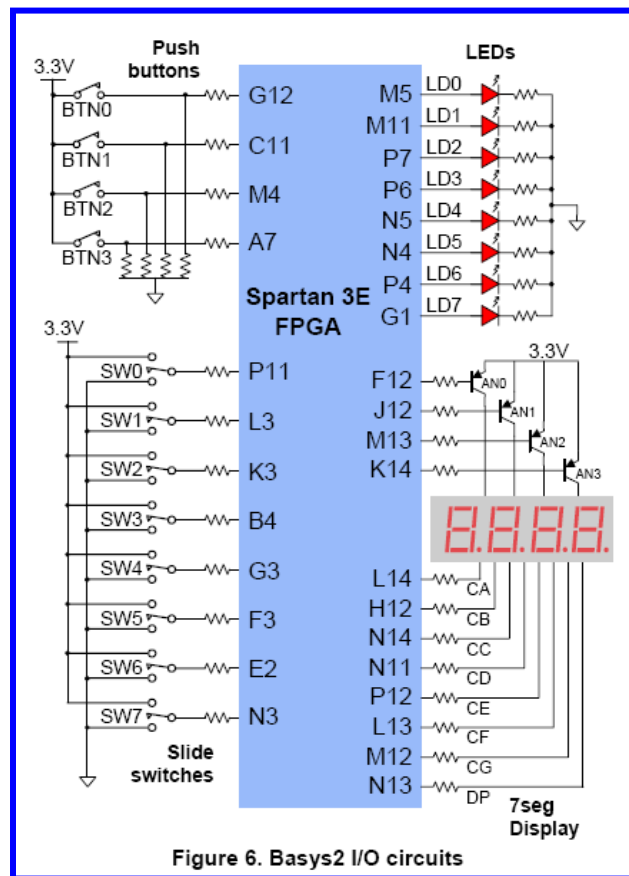 Push
buttons
3.3V
BTN0
BTN1
BTN2
BTN3
G12
C11
M4
A7
Spartan 3E
FPGA
LEDs
M5 LD0
M11 LD1
P7 LD2
P6 LD3
N5 LD4
N4 LD5
P4 LD6
G1 LD7
3.3V
SW0 P11
SW1 L3
SW2 K3
SW3 B4
SW4 G3
SW5 F3
SW6 E2
SW7 N3
Slide
switches
3.3V
F12 AN0
J12 AN1
M13 AN2
K14 AN3
8.8.8.8.
L14 CA
H12 CB
N14 CC
N11 CD
P12 CE
L13 CF
M12 CG
N13 DP
7seg
Display
Figure 6. Basys2 I/O circuits